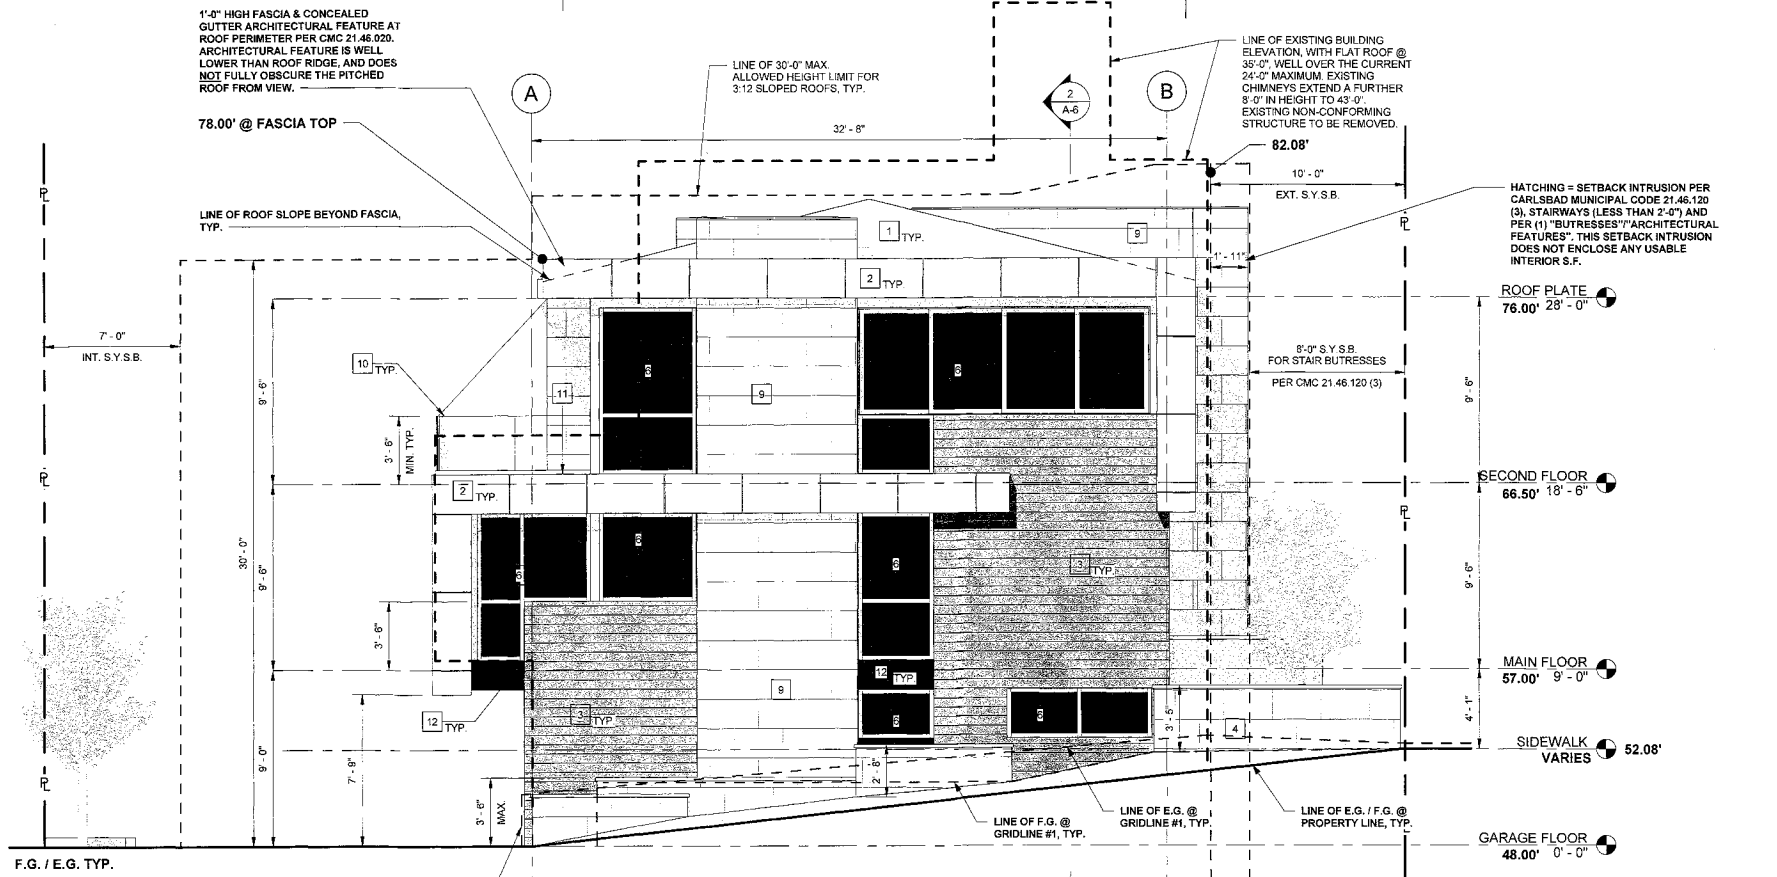 1'-0" HIGH FASCIA & CONCEALED
GUTTER ARCHITECTURAL FEATURE AT
ROOF PERIMETER PER CMC 21.46.020.
ARCHITECTURAL FEATURE IS WELL
LOWER THAN ROOF RIDGE, AND DOES
NOT FULLY OBSCURE THE PITCHED
ROOF FROM VIEW.
78.00' @ FASCIA TOP
LINE OF ROOF SLOPE BEYOND FASCIA,
TYP.
A
LINE OF 30'-0" MAX.
ALLOWED HEIGHT LIMIT FOR
3:12 SLOPED ROOFS, TYP.
32' - 8"
2
A-6
B
LINE OF EXISTING BUILDING
ELEVATION, WITH FLAT ROOF @
35'-0", WELL OVER THE CURRENT
24'-0" MAXIMUM. EXISTING
CHIMNEYS EXTEND A FURTHER
8'-0" IN HEIGHT TO 43'-0".
EXISTING NON-CONFORMING
STRUCTURE TO BE REMOVED.
82.08'
10' - 0"
EXT. S.Y.S.B.
HATCHING = SETBACK INTRUSION PER
CARLSBAD MUNICIPAL CODE 21.46.120
(3), STAIRWAYS (LESS THAN 2'-0") AND
PER (1) "BUTRESSES"/"ARCHITECTURAL
FEATURES". THIS SETBACK INTRUSION
DOES NOT ENCLOSE ANY USABLE
INTERIOR S.F.
PL
PL
1 TYP.
9
1' - 11"
2 TYP.
ROOF PLATE
76.00' 28' - 0"
7' - 0"
INT. S.Y.S.B.
8'-0" S.Y.S.B.
FOR STAIR BUTRESSES
PER CMC 21.46.120 (3)
10 TYP.
6
6
11
9
9' - 6"
9' - 6"
3' - 6"
MIN. TYP.
PL
2 TYP.
SECOND FLOOR
66.50' 18' - 6"
PL
6
6
6
3 TYP.
30' - 0"
9' - 6"
9' - 6"
3' - 6"
12 TYP.
MAIN FLOOR
57.00' 9' - 0"
9
12 TYP.
3 TYP
6
6
3' - 5"
4' - 1"
4
SIDEWALK
VARIES
52.08'
PL
9' - 0"
7' - 9"
2' - 8"
3' - 6"
MAX.
LINE OF F.G. @
GRIDLINE #1, TYP.
LINE OF E.G. @
GRIDLINE #1, TYP.
LINE OF E.G. / F.G. @
PROPERTY LINE, TYP.
GARAGE FLOOR
48.00' 0' - 0"
F.G. / E.G. TYP.